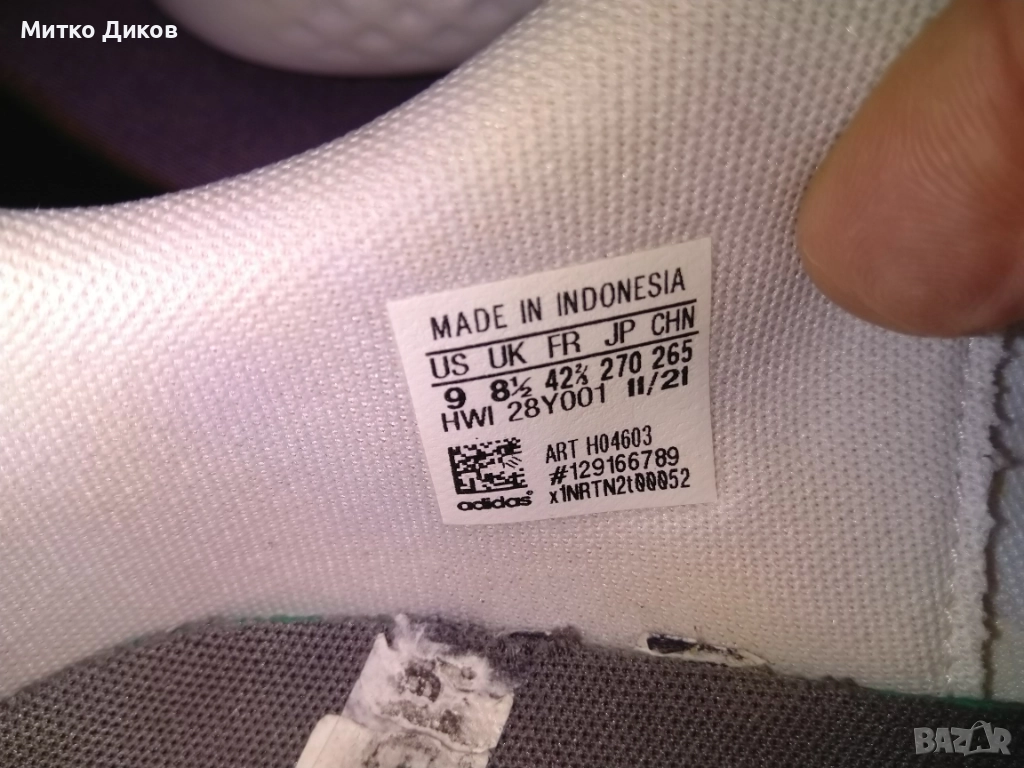 Митко Диков
MADE IN INDONESIA
US UK FR JP CHN
9 8½ 42⅔ 270 265
HWI 28Y001 11/21
ART H04603
#129166789
x1NRTN2t00052
adidas
BAZAR